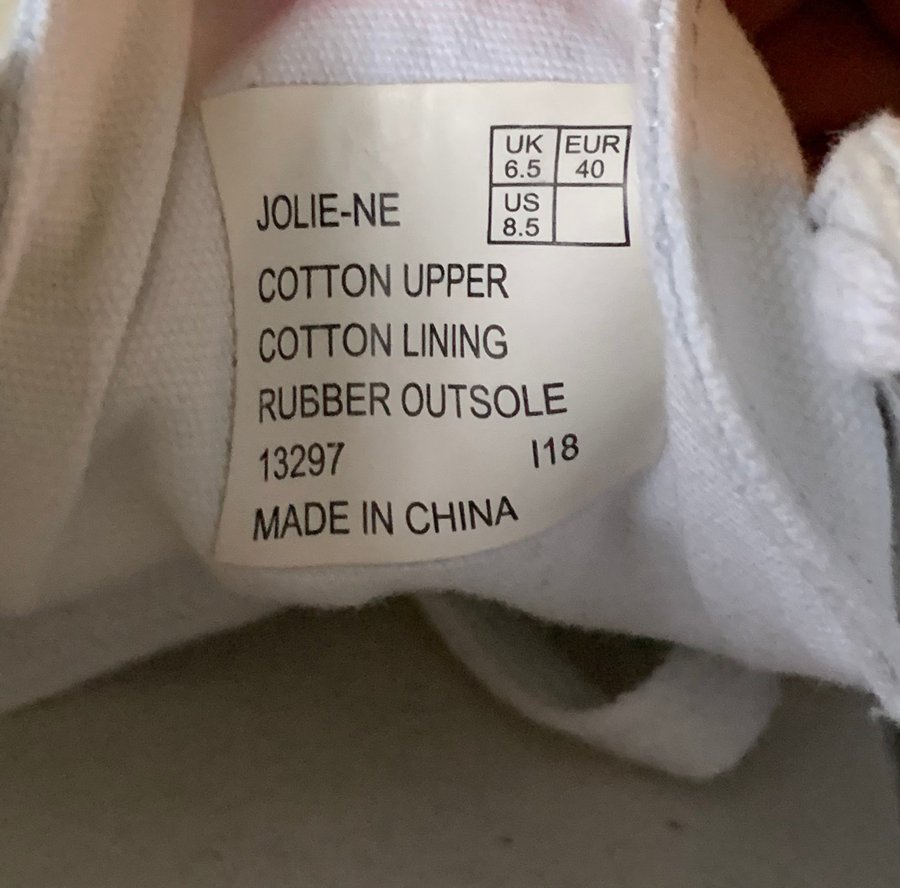 UK EUR
6.5 40
US
8.5
JOLIE-NE
COTTON UPPER
COTTON LINING
RUBBER OUTSOLE
13297 I18
MADE IN CHINA